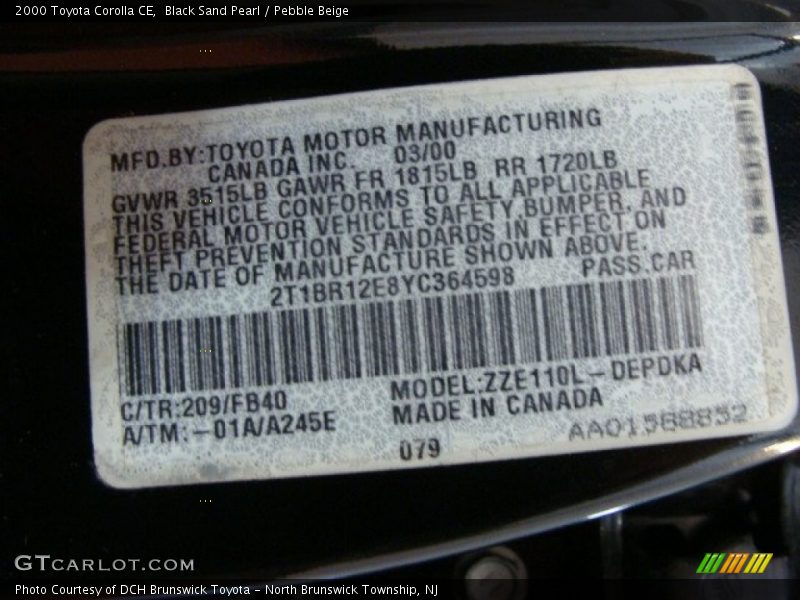 2000 Toyota Corolla CE, Black Sand Pearl / Pebble Beige
MFD.BY:TOYOTA MOTOR MANUFACTURING
CANADA INC. 03/00
GVWR 3515LB GAWR FR 1815LB RR 1720LB
THIS VEHICLE CONFORMS TO ALL APPLICABLE
FEDERAL MOTOR VEHICLE SAFETY,BUMPER, AND
THEFT PREVENTION STANDARDS IN EFFECT ON
THE DATE OF MANUFACTURE SHOWN ABOVE.
2T1BR12E8YC364598 PASS.CAR
C/TR:209/FB40 MODEL:ZZE110L-DEPDKA
A/TM:-01A/A245E MADE IN CANADA
079 AA01588852
GTCARLOT.COM
Photo Courtesy of DCH Brunswick Toyota - North Brunswick Township, NJ